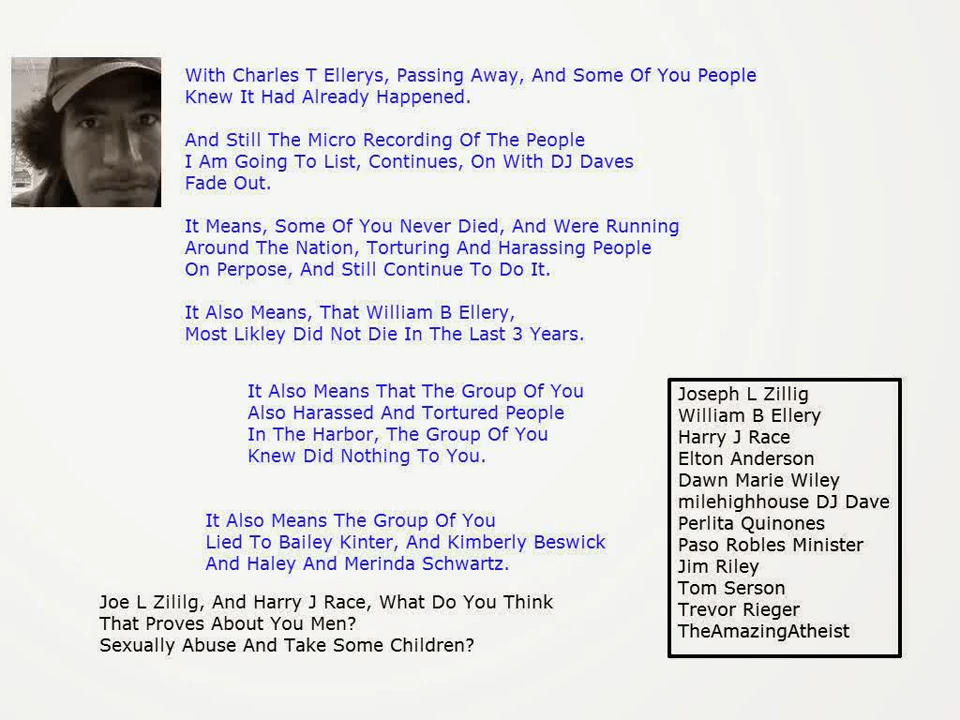 With Charles T Ellerys, Passing Away, And Some Of You People
Knew It Had Already Happened.
And Still The Micro Recording Of The People
I Am Going To List, Continues, On With DJ Daves
Fade Out.
It Means, Some Of You Never Died, And Were Running
Around The Nation, Torturing And Harassing People
On Perpose, And Still Continue To Do It.
It Also Means, That William B Ellery,
Most Likley Did Not Die In The Last 3 Years.
It Also Means That The Group Of You
Also Harassed And Tortured People
In The Harbor, The Group Of You
Knew Did Nothing To You.
It Also Means The Group Of You
Lied To Bailey Kinter, And Kimberly Beswick
And Haley And Merinda Schwartz.
Joe L Zililg, And Harry J Race, What Do You Think
That Proves About You Men?
Sexually Abuse And Take Some Children?
Joseph L Zillig
William B Ellery
Harry J Race
Elton Anderson
Dawn Marie Wiley
milehighhouse DJ Dave
Perlita Quinones
Paso Robles Minister
Jim Riley
Tom Serson
Trevor Rieger
TheAmazingAtheist